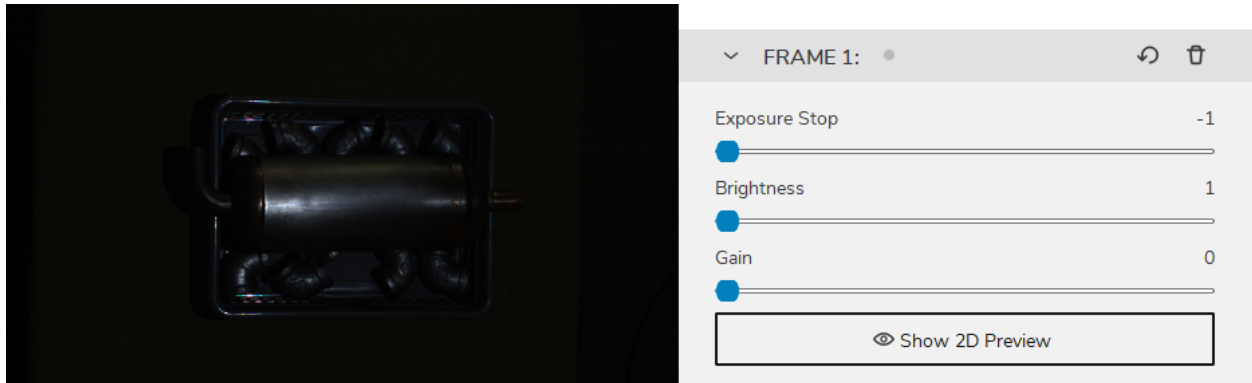 FRAME 1:
Exposure Stop -1
Brightness 1
Gain 0
Show 2D Preview